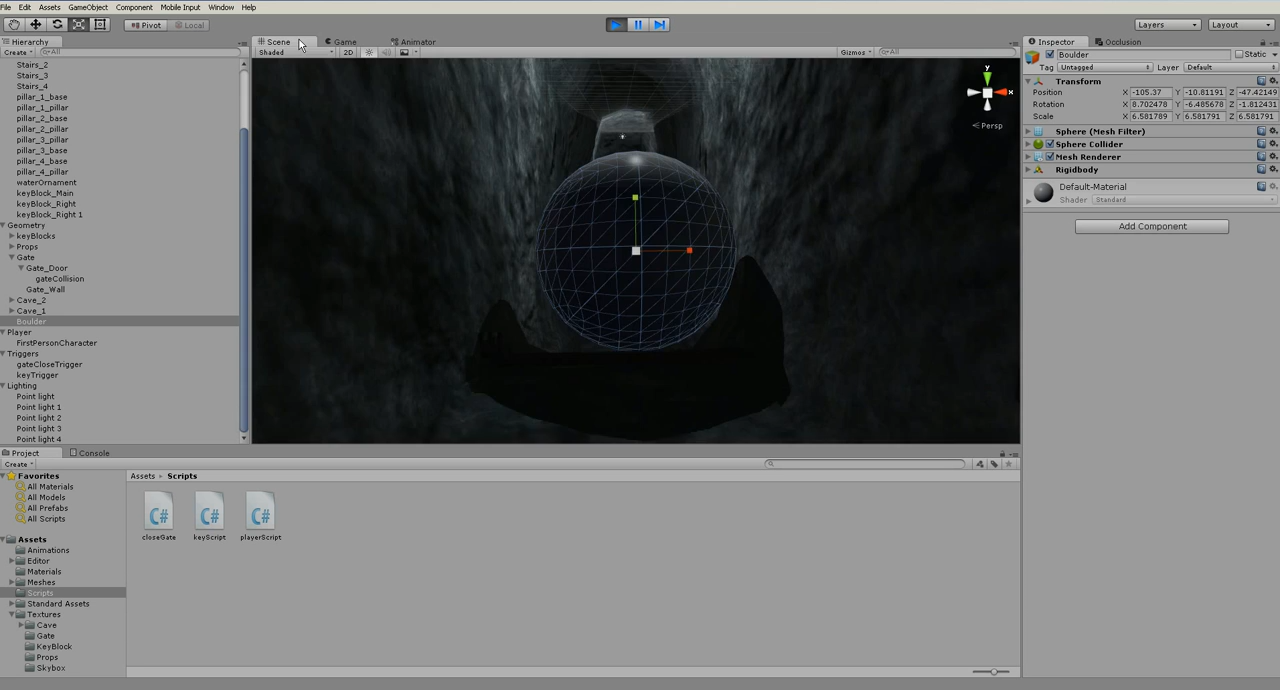 File Edit Assets GameObject Component Mobile Input Window Help
Pivot Local Layers Layout
Hierarchy
Create All
Stairs_2
Stairs_3
Stairs_4
pillar_1_base
pillar_1_pillar
pillar_2_base
pillar_2_pillar
pillar_3_pillar
pillar_3_base
pillar_4_base
pillar_4_pillar
waterOrnament
keyBlock_Main
keyBlock_Right
keyBlock_Right 1
Geometry
keyBlocks
Props
Gate
Gate_Door
gateCollision
Gate_Wall
Cave_2
Cave_1
Boulder
Player
FirstPersonCharacter
Triggers
gateCloseTrigger
keyTrigger
Lighting
Point light
Point light 1
Point light 2
Point light 3
Point light 4
Scene Game Animator
Shaded 2D Gizmos All
y
x
Persp
Inspector Occlusion
Boulder Static
Tag Untagged Layer Default
Transform
Position X -105.37 Y -10.81191 Z -47.42149
Rotation X 8.702478 Y -6.485678 Z -1.812431
Scale X 6.581789 Y 6.581791 Z 6.581791
Sphere (Mesh Filter)
Sphere Collider
Mesh Renderer
Rigidbody
Default-Material
Shader Standard
Add Component
Project Console
Create
Favorites
All Materials
All Models
All Prefabs
All Scripts
Assets
Animations
Editor
Materials
Meshes
Scripts
Standard Assets
Textures
Cave
Gate
KeyBlock
Props
Skybox
Assets Scripts
C# C# C#
closeGate keyScript playerScript